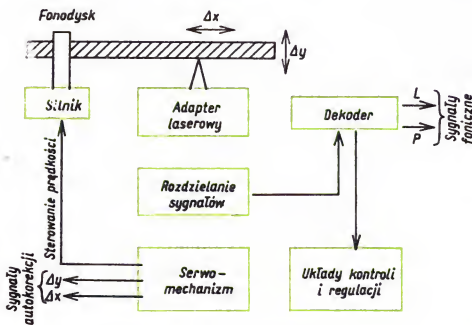 Fonodysk
Δx
Δy
Silnik
Adapter
laserowy
Dekoder
L
P
Sygnały
foniczne
Rozdzielanie
sygnałów
Sterowanie prędkości
Serwo-
mechanizm
Układy kontroli
i regulacji
Sygnały
autokorekcji
Δy
Δx